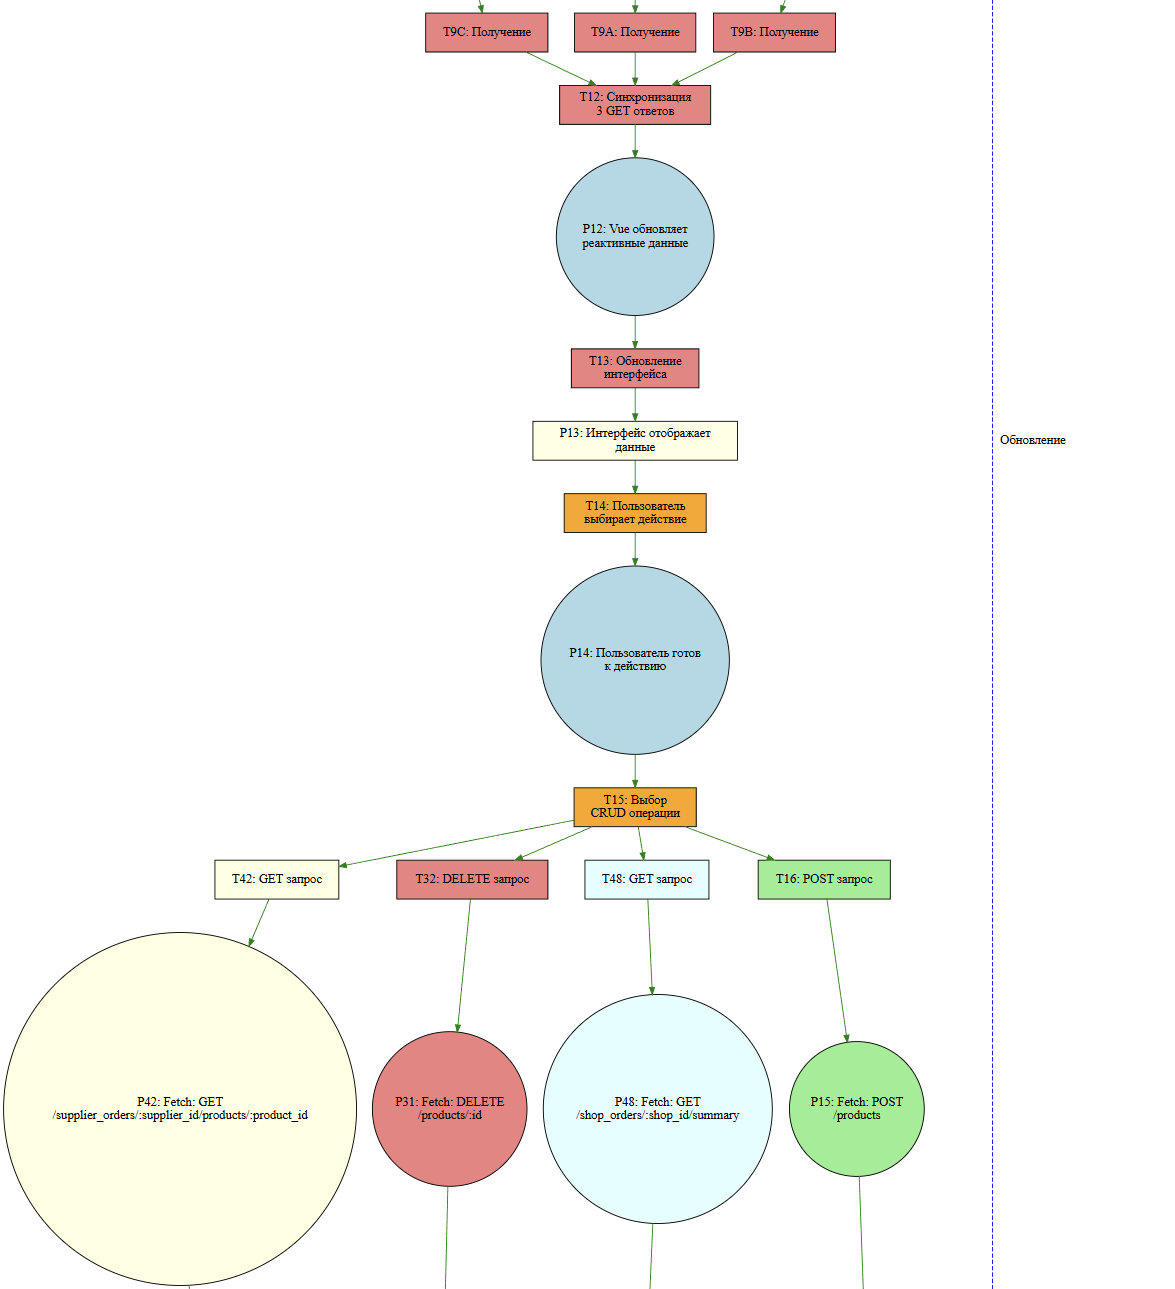 T9C: Получение
T9A: Получение
T9B: Получение
T12: Синхронизация
3 GET ответов
P12: Vue обновляет
реактивные данные
T13: Обновление
интерфейса
P13: Интерфейс отображает
данные
Обновление
T14: Пользователь
выбирает действие
P14: Пользователь готов
к действию
T15: Выбор
CRUD операции
T42: GET запрос
T32: DELETE запрос
T48: GET запрос
T16: POST запрос
P42: Fetch: GET
/supplier_orders/:supplier_id/products/:product_id
P31: Fetch: DELETE
/products/:id
P48: Fetch: GET
/shop_orders/:shop_id/summary
P15: Fetch: POST
/products